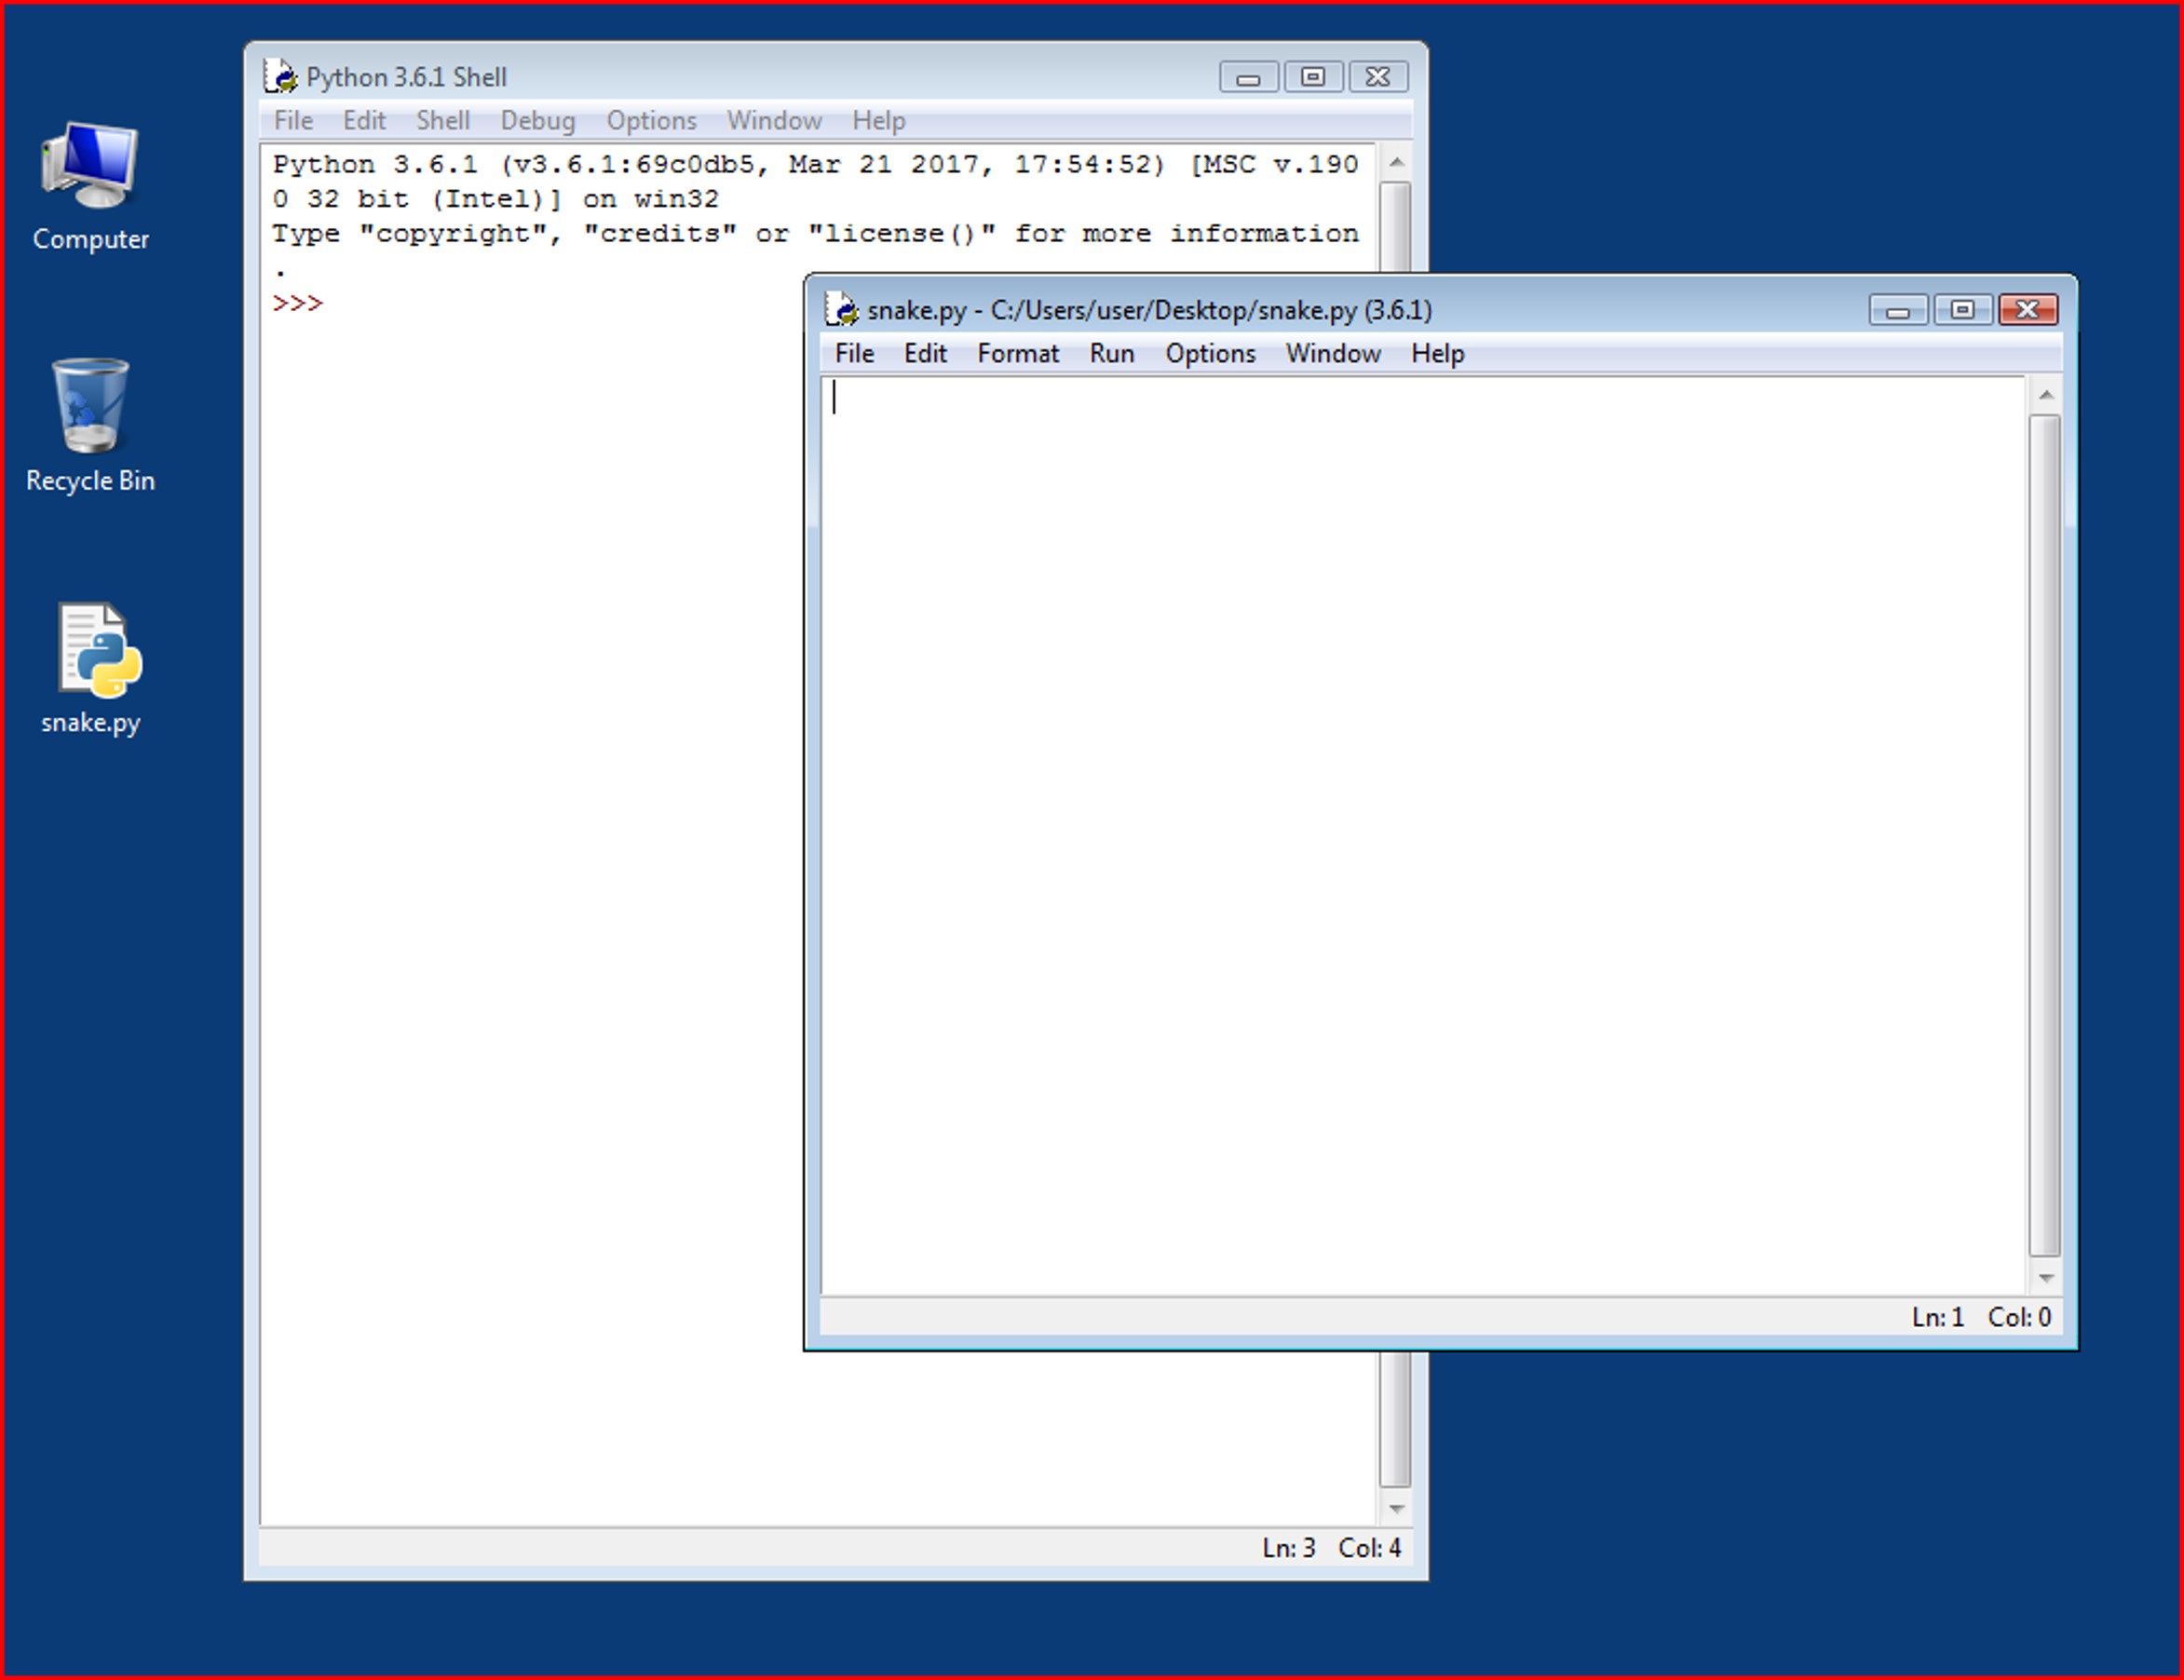 Computer
Recycle Bin
snake.py
Python 3.6.1 Shell
File Edit Shell Debug Options Window Help
Python 3.6.1 (v3.6.1:69c0db5, Mar 21 2017, 17:54:52) [MSC v.190
0 32 bit (Intel)] on win32
Type "copyright", "credits" or "license()" for more information
.
>>>
Ln: 3 Col: 4
snake.py - C:/Users/user/Desktop/snake.py (3.6.1)
File Edit Format Run Options Window Help
Ln: 1 Col: 0